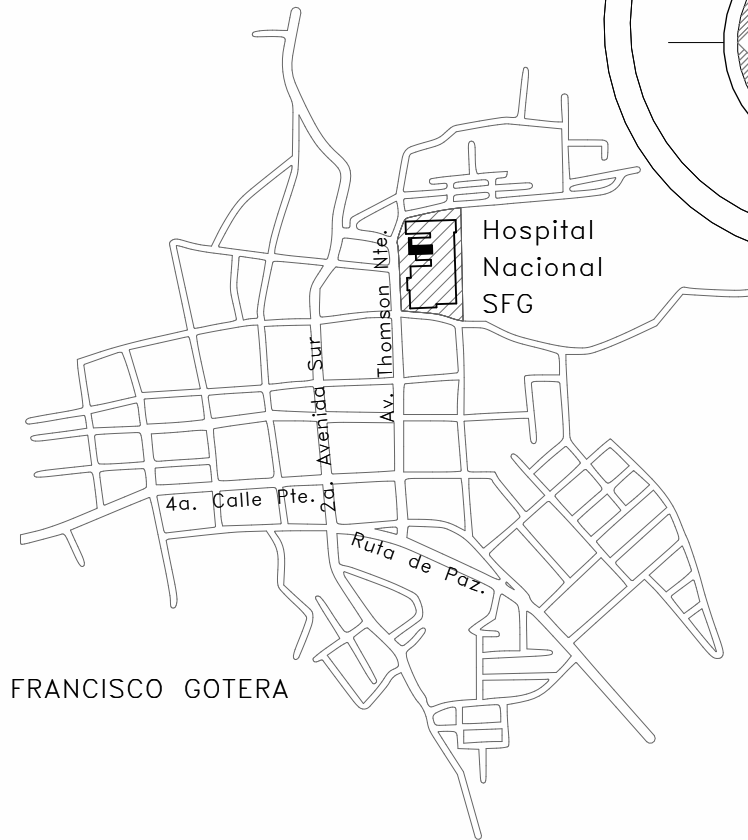 Hospital
Nacional
SFG
Av. Thomson Nte.
2a. Avenida Sur
4a. Calle Pte.
Ruta de Paz.
FRANCISCO GOTERA